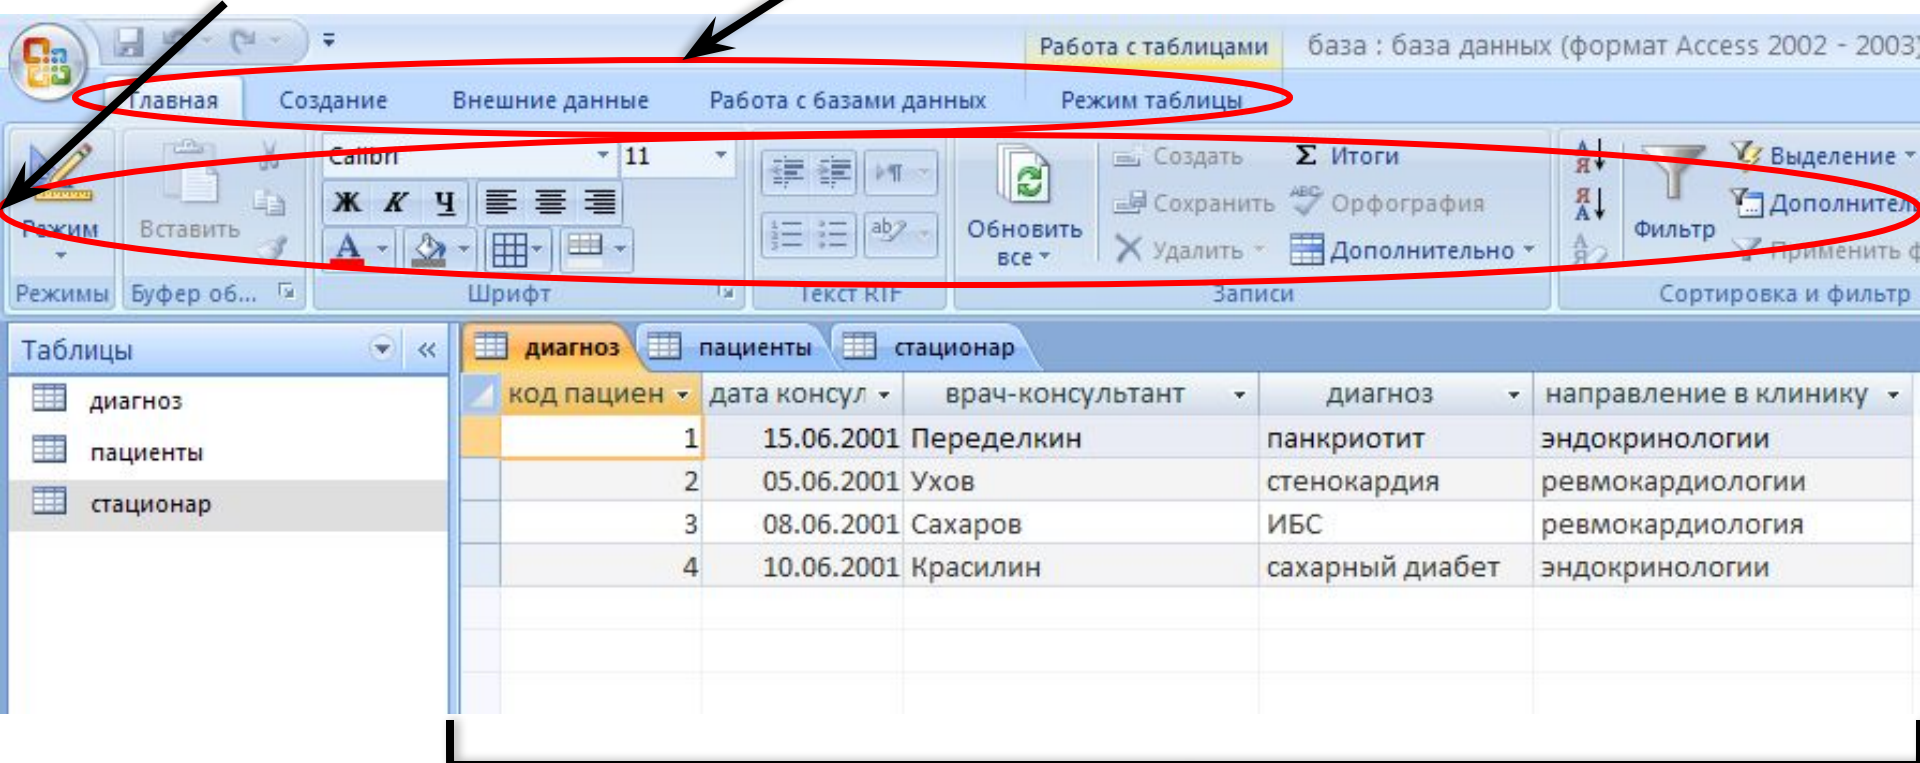 Работа с таблицами база : база данных (формат Access 2002 - 2003)
Главная Создание Внешние данные Работа с базами данных Режим таблицы
Calibri 11 Создать Σ Итоги Выделение
Режим Вставить Ж К Ч Обновить все Сохранить Орфография Фильтр Дополнител
А Удалить Дополнительно Применить ф
Режимы Буфер об... Шрифт Текст RTF Записи Сортировка и фильтр
Таблицы « диагноз пациенты стационар
код пациен дата консул врач-консультант диагноз направление в клинику
диагноз
пациенты
стационар
1 15.06.2001 Переделкин панкриотит эндокринологии
2 05.06.2001 Ухов стенокардия ревмокардиологии
3 08.06.2001 Сахаров ИБС ревмокардиология
4 10.06.2001 Красилин сахарный диабет эндокринологии